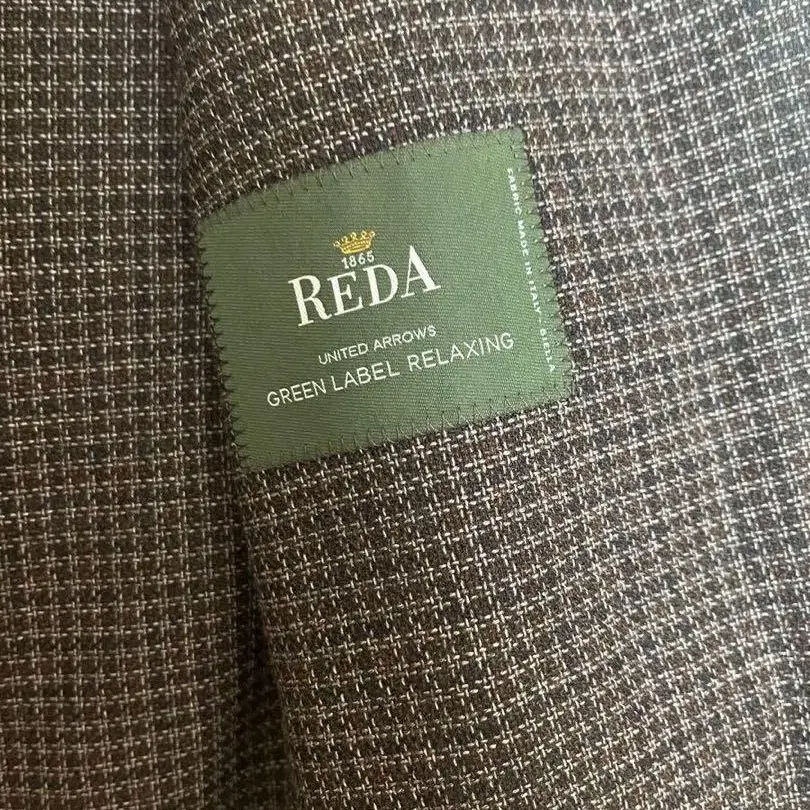 1865
REDA
UNITED ARROWS
GREEN LABEL RELAXING
FABRIC MADE IN ITALY - BIELLA